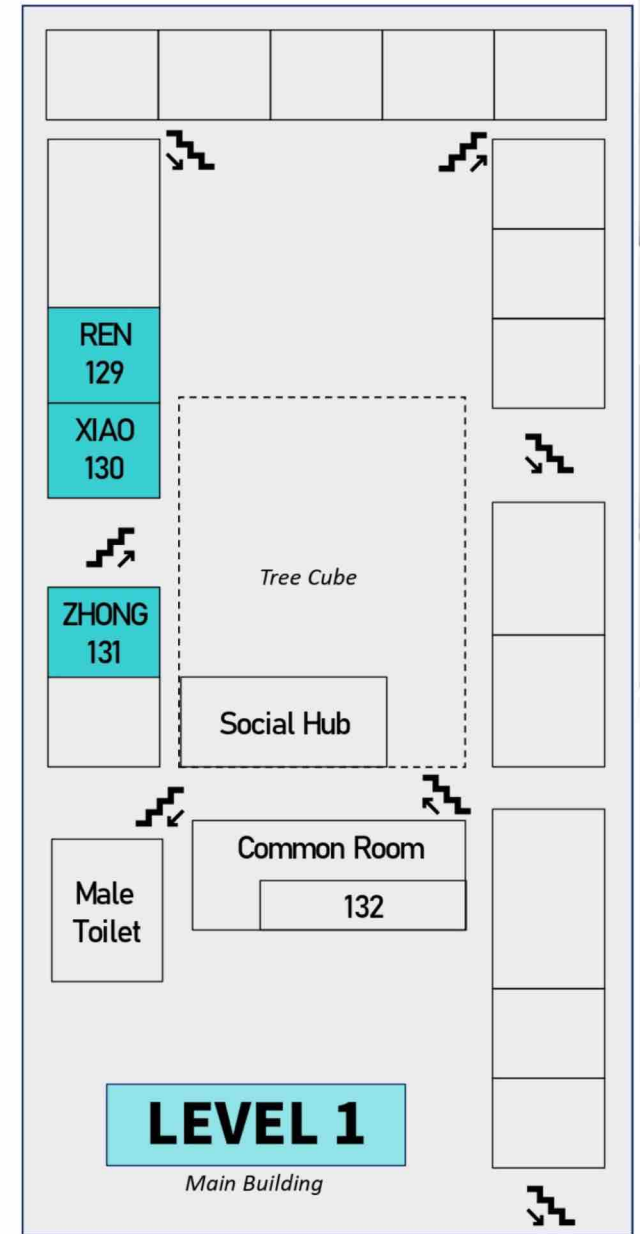 REN
129
XIAO
130
Tree Cube
ZHONG
131
Social Hub
Common Room
132
Male
Toilet
LEVEL 1
Main Building